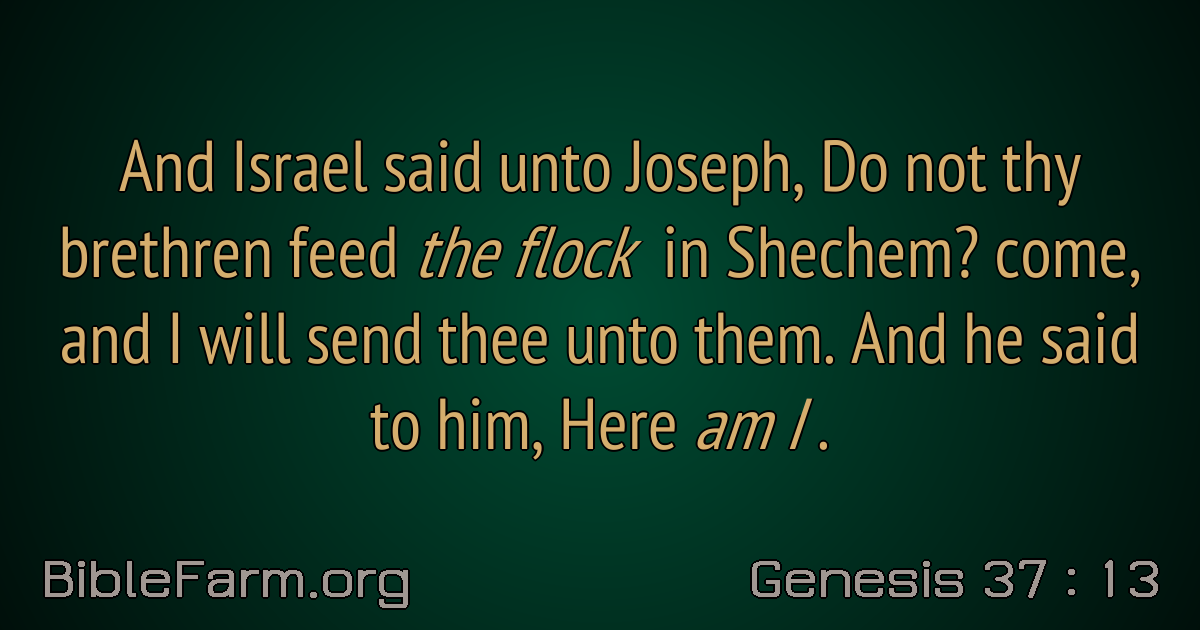 And Israel said unto Joseph, Do not thy
brethren feed the flock in Shechem? come,
and I will send thee unto them. And he said
to him, Here am I .
BibleFarm.org
Genesis 37 : 13